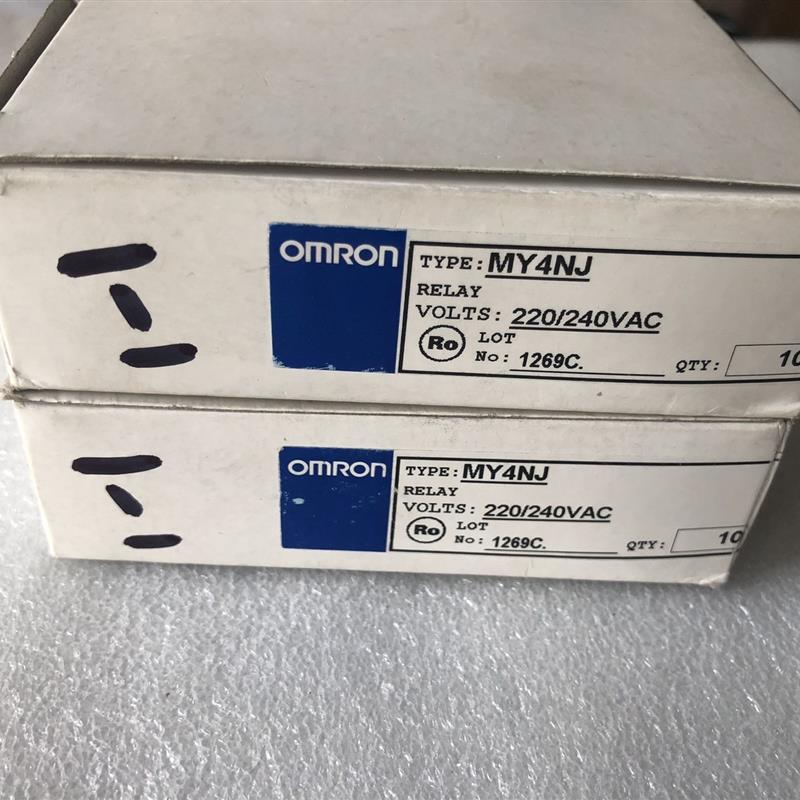 OMRON
TYPE: MY4NJ
RELAY
VOLTS: 220/240VAC
Ro LOT
No: 1269C. QTY: 10
OMRON
TYPE: MY4NJ
RELAY
VOLTS: 220/240VAC
Ro LOT
No: 1269C. QTY: 10